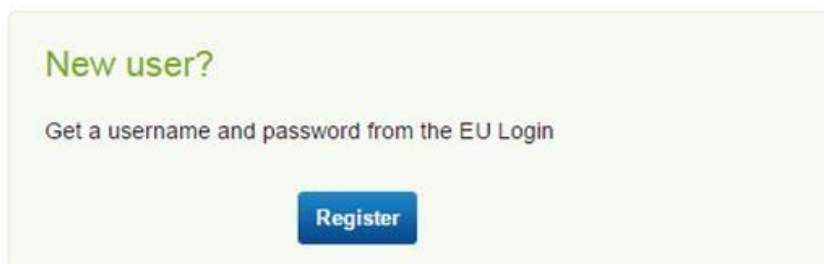 New user?
Get a username and password from the EU Login
Register